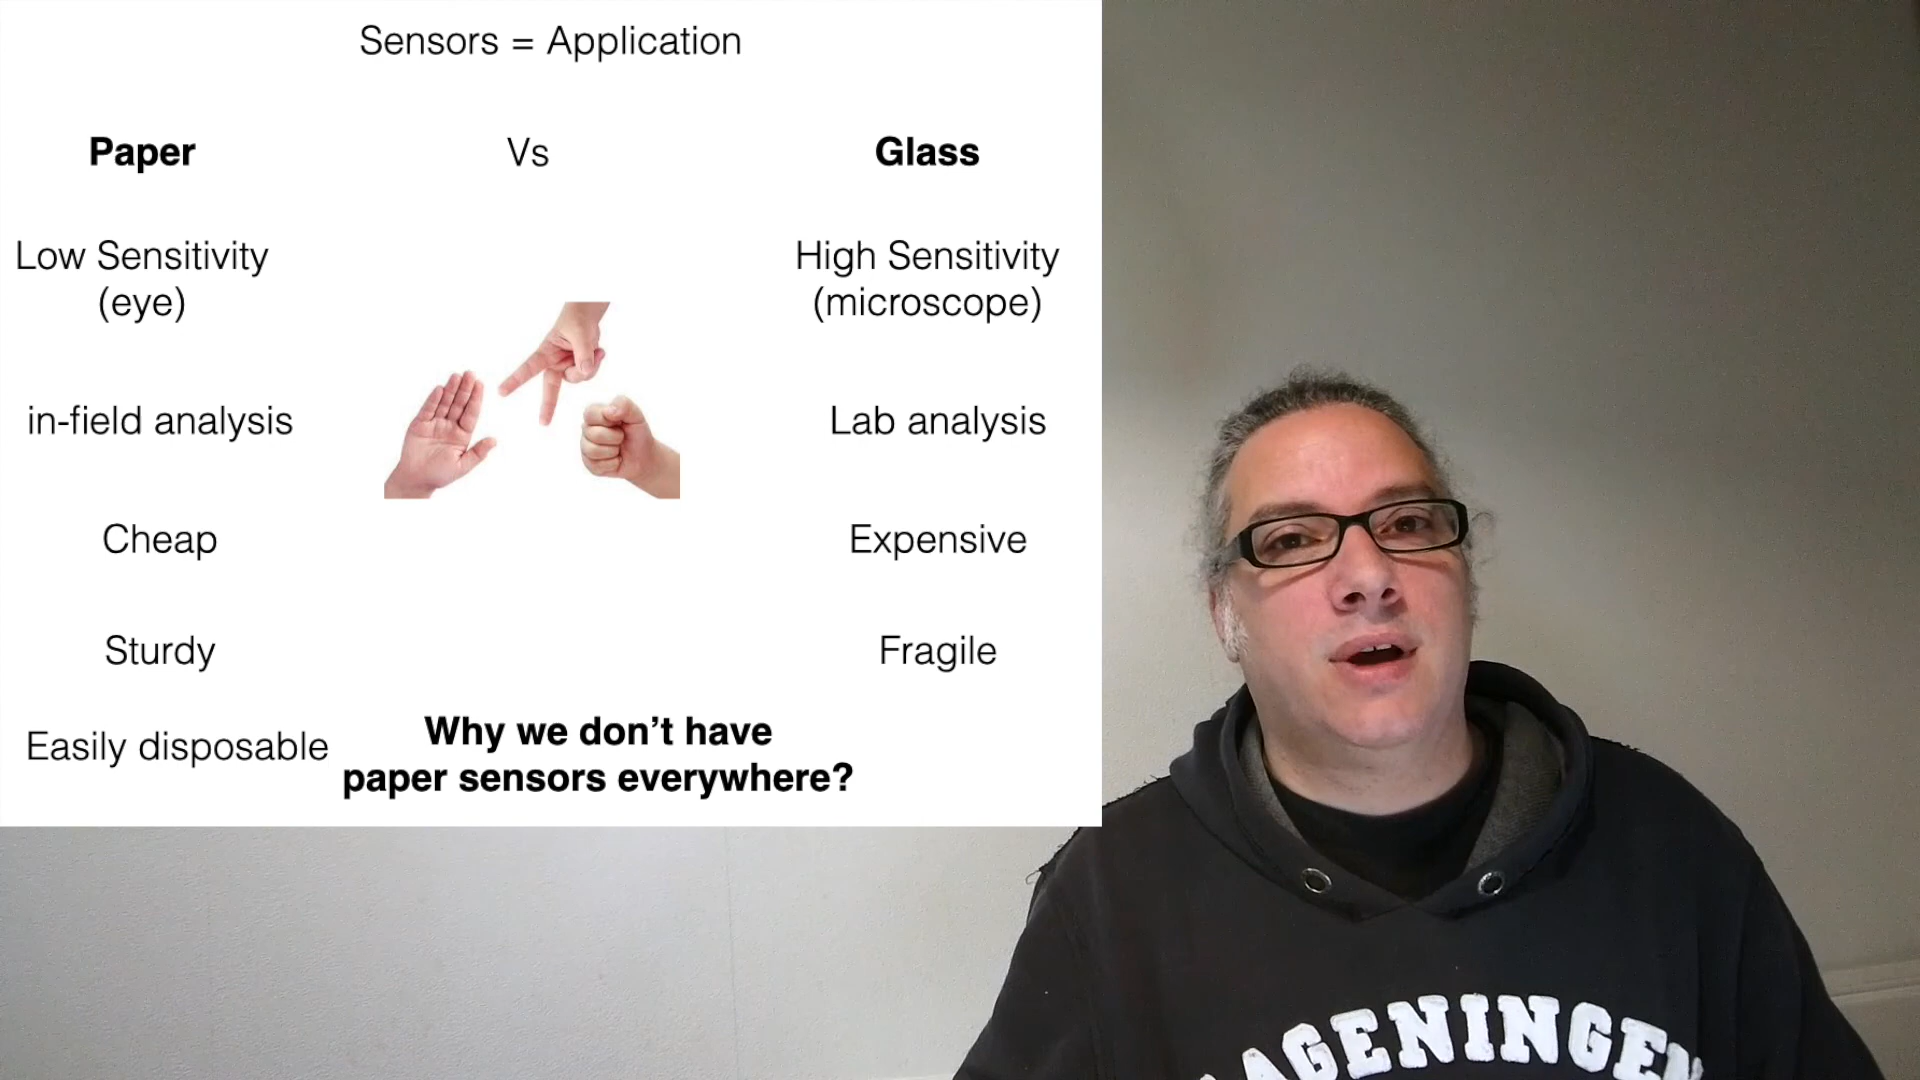 Sensors = Application
Paper
Vs
Glass
Low Sensitivity
(eye)
High Sensitivity
(microscope)
in-field analysis
Lab analysis
Cheap
Expensive
Sturdy
Fragile
Easily disposable
Why we don't have
paper sensors everywhere?
AGENINGEN